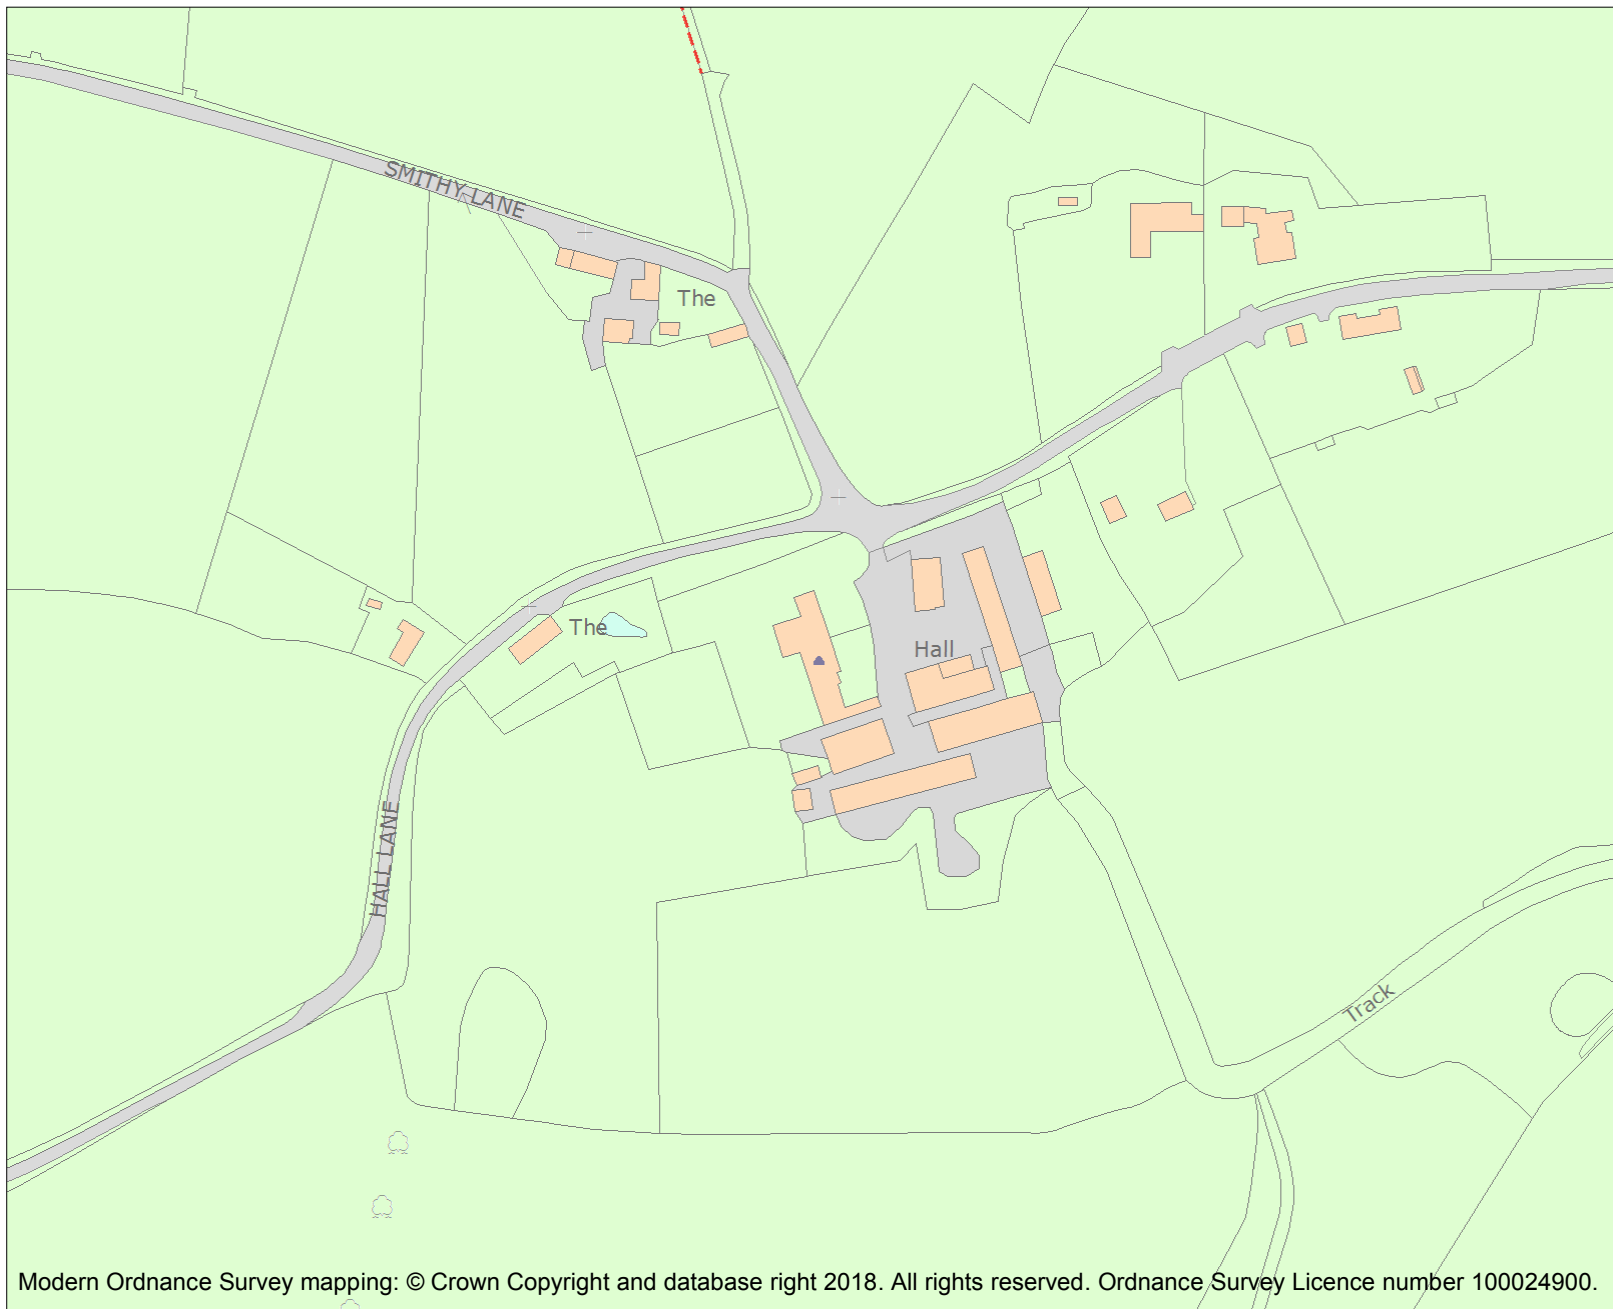 SMITHY LANE
The
The
Hall
HALL LANE
Track
Modern Ordnance Survey mapping: © Crown Copyright and database right 2018. All rights reserved. Ordnance Survey Licence number 100024900.